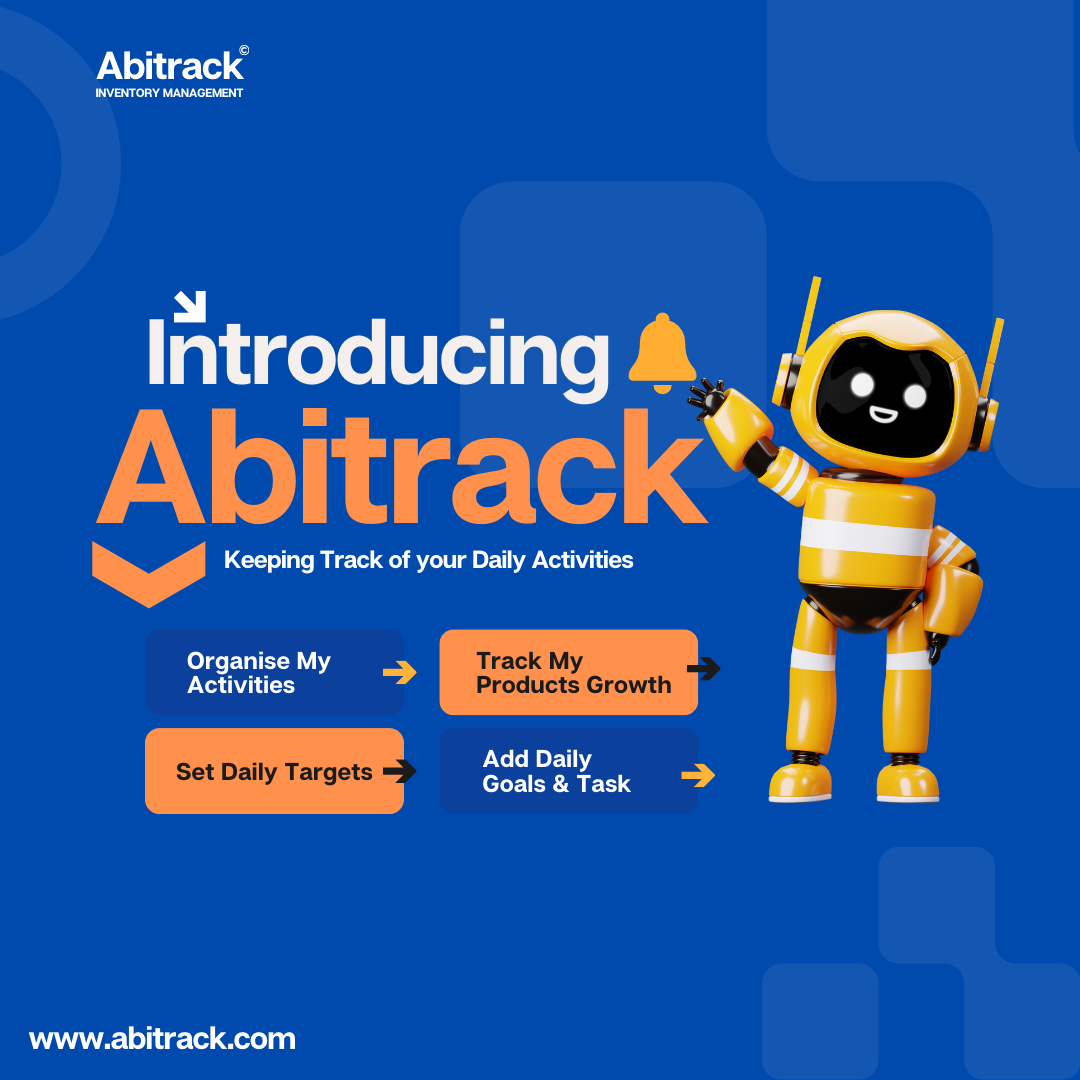 Abitrack©
INVENTORY MANAGEMENT
Introducing
Abitrack
Keeping Track of your Daily Activities
Organise My
Activities
Track My
Products Growth
Set Daily Targets
Add Daily
Goals & Task
www.abitrack.com